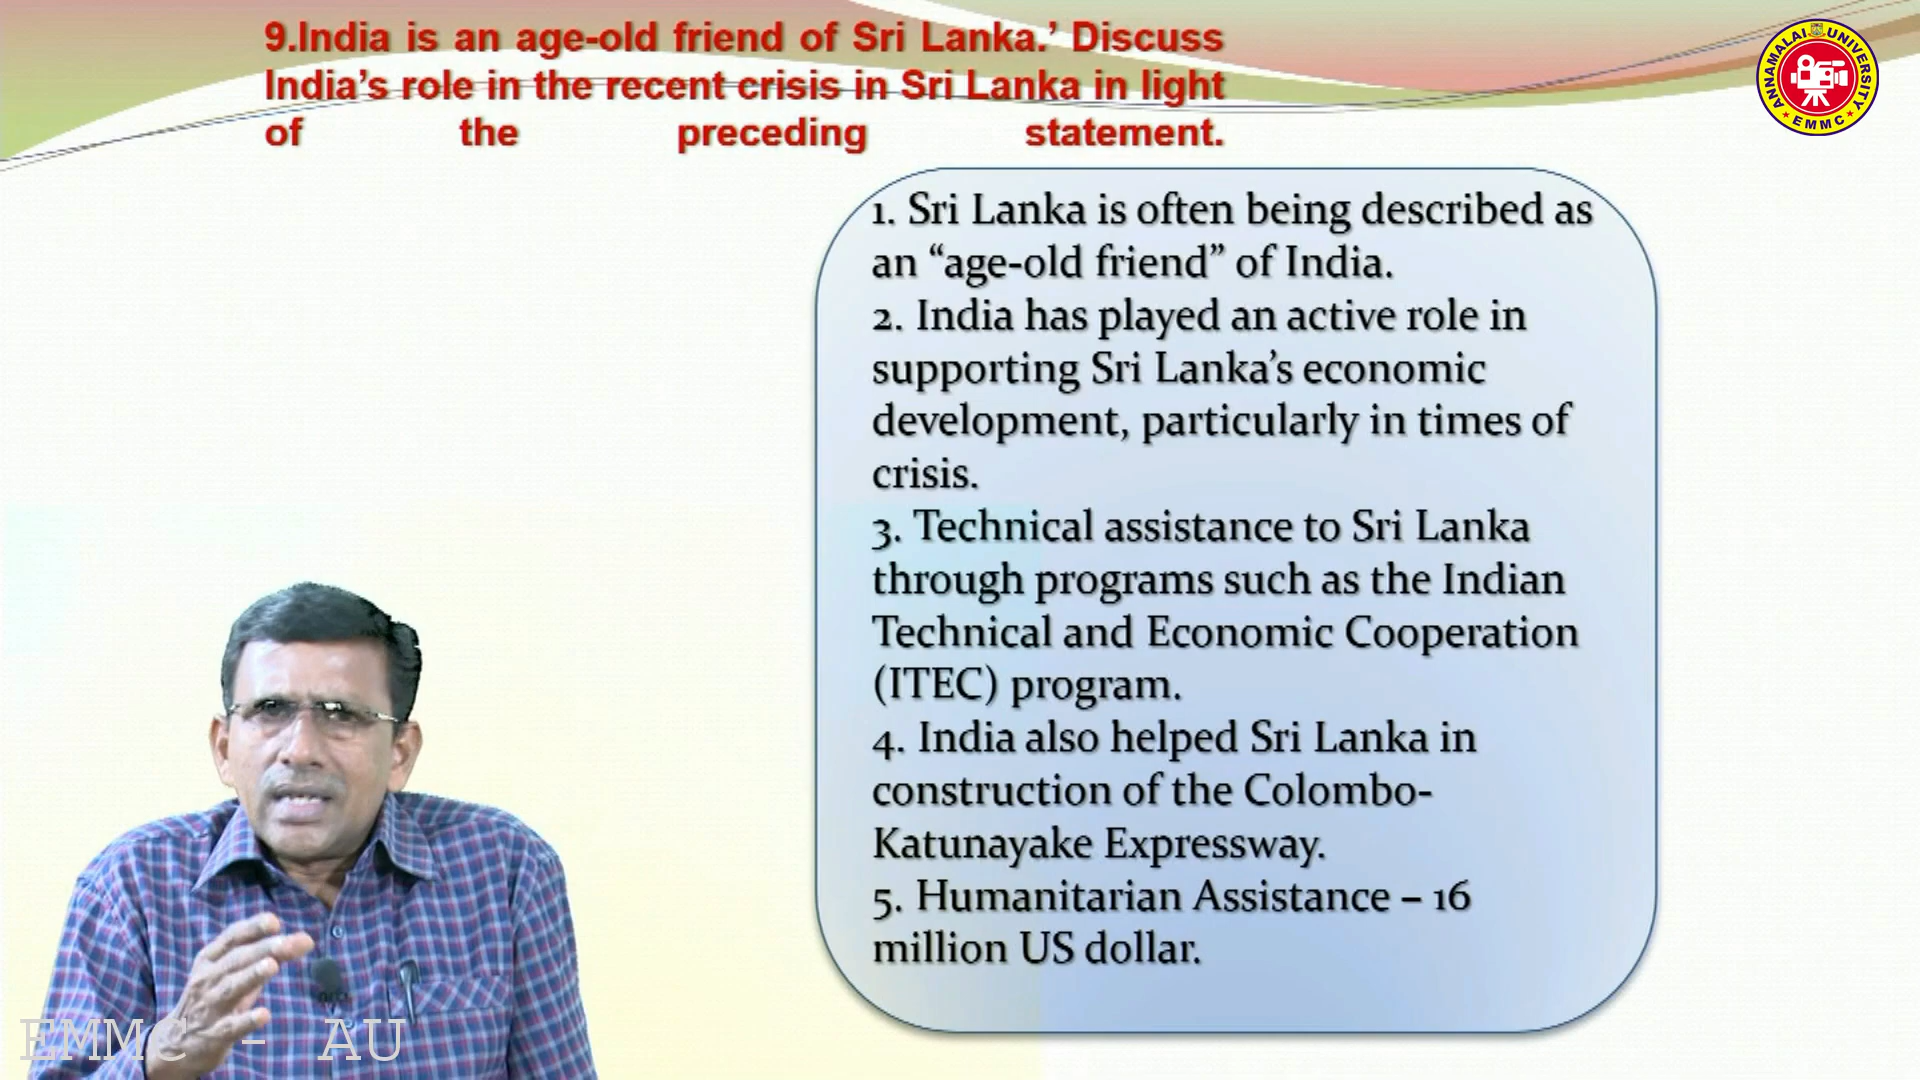 9.India is an age-old friend of Sri Lanka.’ Discuss
India’s role in the recent crisis in Sri Lanka in light
of the preceding statement.
ANNAMALAI UNIVERSITY
EMMC
1. Sri Lanka is often being described as
an “age-old friend” of India.
2. India has played an active role in
supporting Sri Lanka’s economic
development, particularly in times of
crisis.
3. Technical assistance to Sri Lanka
through programs such as the Indian
Technical and Economic Cooperation
(ITEC) program.
4. India also helped Sri Lanka in
construction of the Colombo-
Katunayake Expressway.
5. Humanitarian Assistance – 16
million US dollar.
EMMC - AU